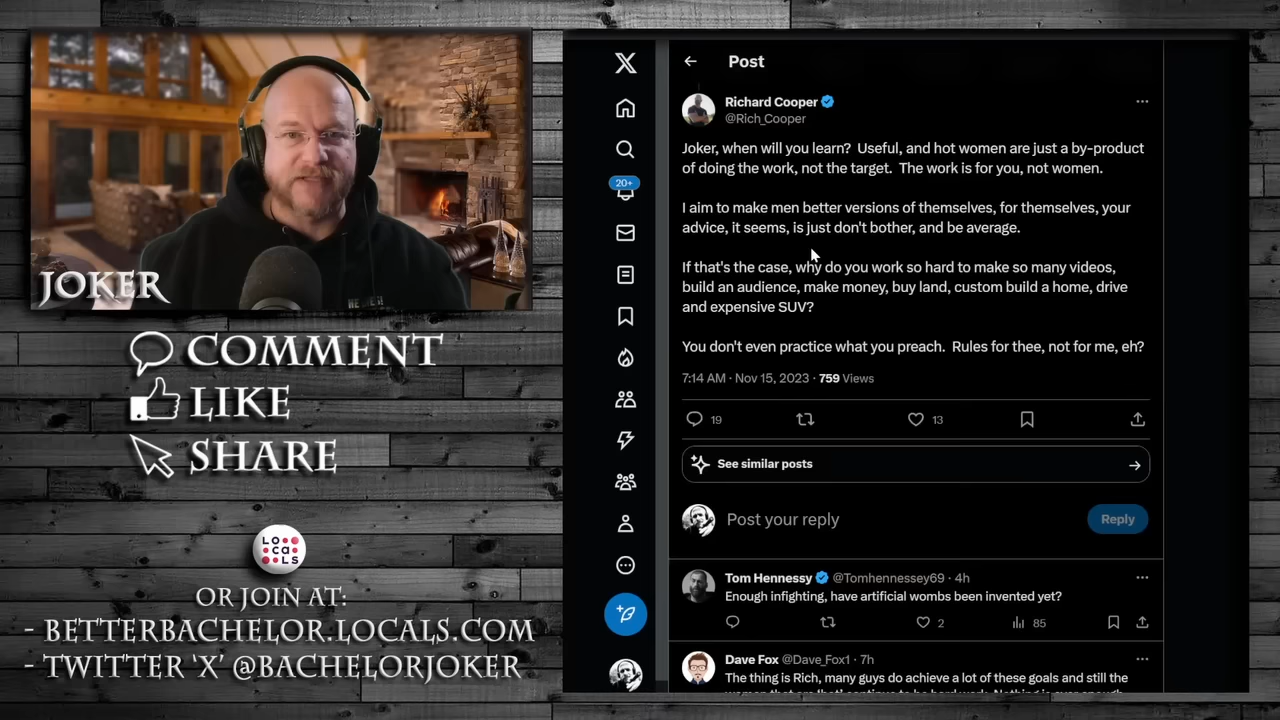 JOKER
COMMENT
LIKE
SHARE
LOcaLS
OR JOIN AT:
- BETTERBACHELOR.LOCALS.COM
- TWITTER ‘X’ @BACHELORJOKER
20+
Post
Richard Cooper
@Rich_Cooper
Joker, when will you learn?  Useful, and hot women are just a by-product
of doing the work, not the target.  The work is for you, not women.
I aim to make men better versions of themselves, for themselves, your
advice, it seems, is just don't bother, and be average.
If that's the case, why do you work so hard to make so many videos,
build an audience, make money, buy land, custom build a home, drive
and expensive SUV?
You don't even practice what you preach.  Rules for thee, not for me, eh?
7:14 AM · Nov 15, 2023 · 759 Views
19 13
See similar posts
Post your reply Reply
Tom Hennessy @Tomhennessey69 · 4h
Enough infighting, have artificial wombs been invented yet?
2 85
Dave Fox @Dave_Fox1 · 7h
The thing is Rich, many guys do achieve a lot of these goals and still the